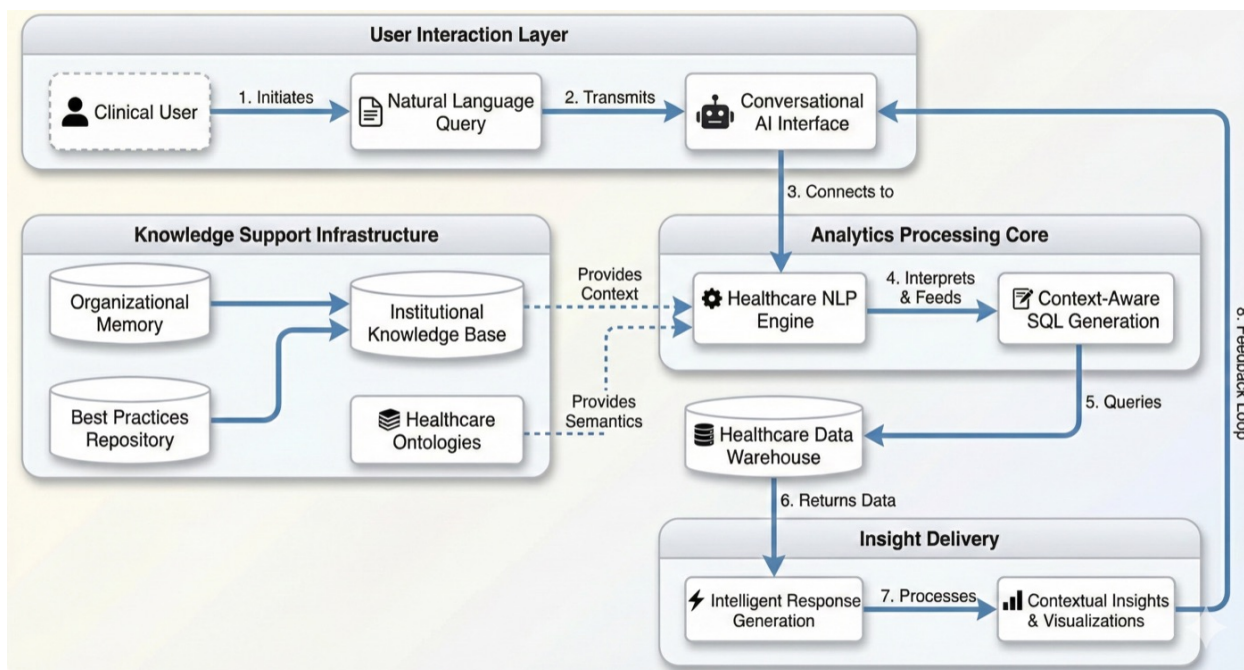 User Interaction Layer
Clinical User
1. Initiates
Natural Language
Query
2. Transmits
Conversational
AI Interface
3. Connects to
Knowledge Support Infrastructure
Organizational
Memory
Institutional
Knowledge Base
Best Practices
Repository
Healthcare
Ontologies
Provides
Context
Provides
Semantics
Analytics Processing Core
Healthcare NLP
Engine
4. Interprets
& Feeds
Context-Aware
SQL Generation
5. Queries
Healthcare Data
Warehouse
6. Returns Data
Insight Delivery
Intelligent Response
Generation
7. Processes
Contextual Insights
& Visualizations
8. Feedback Loop